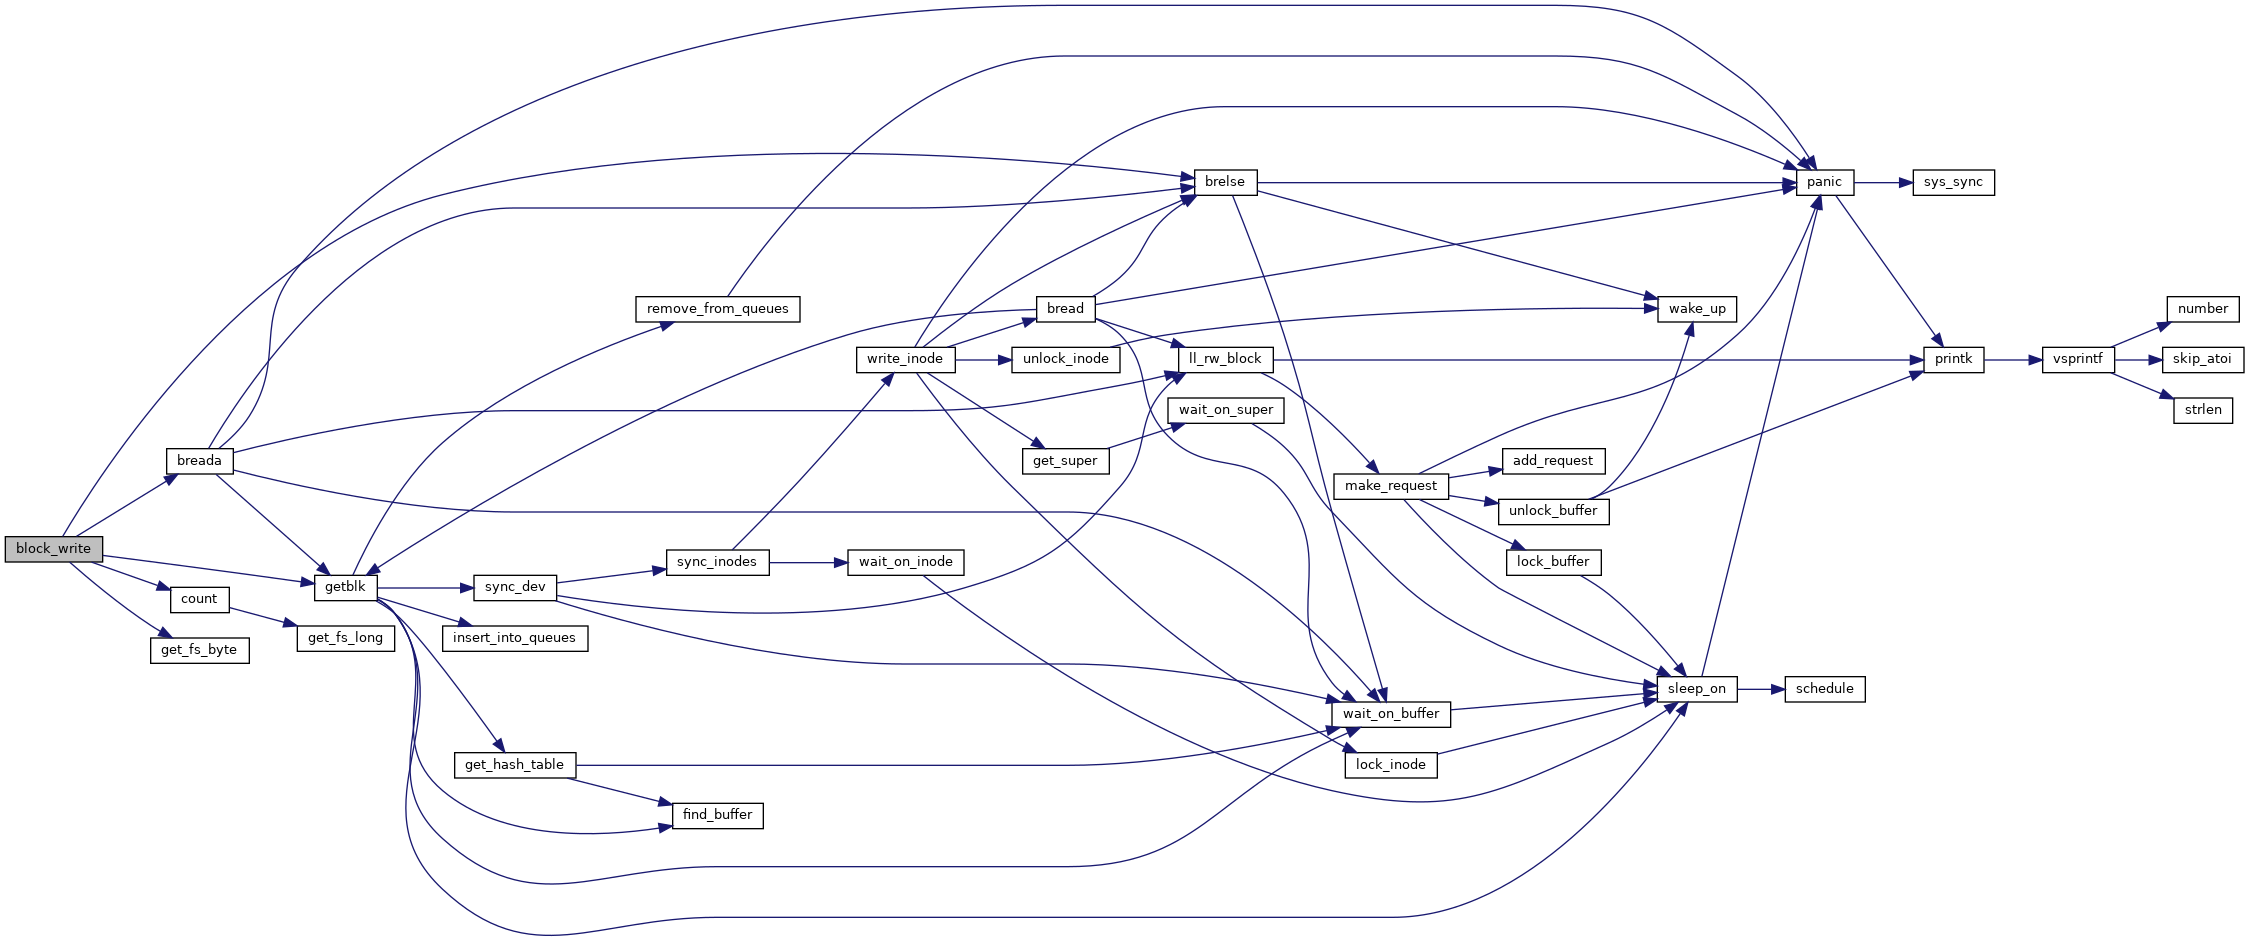 block_write
breada
count
get_fs_byte
getblk
get_fs_long
remove_from_queues
sync_dev
insert_into_queues
get_hash_table
find_buffer
sync_inodes
wait_on_inode
write_inode
bread
unlock_inode
get_super
brelse
ll_rw_block
wait_on_super
make_request
wait_on_buffer
lock_inode
add_request
unlock_buffer
lock_buffer
wake_up
sleep_on
panic
schedule
sys_sync
printk
vsprintf
number
skip_atoi
strlen